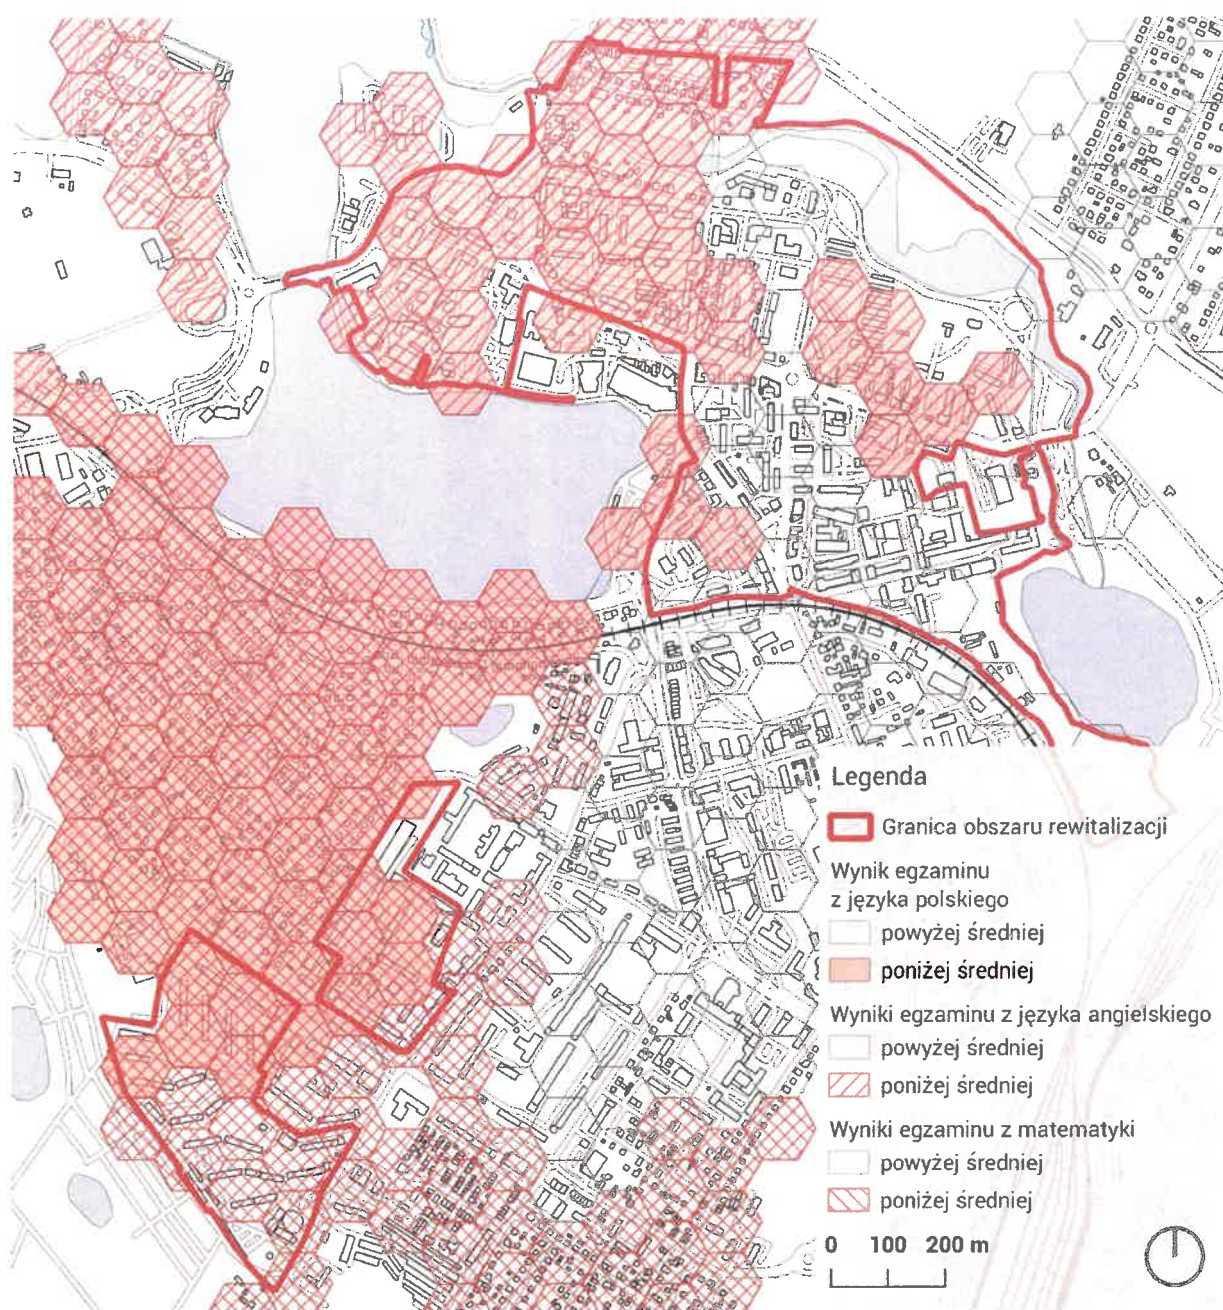 Legenda
Granica obszaru rewitalizacji
Wynik egzaminu
z języka polskiego
powyżej średniej
poniżej średniej
Wyniki egzaminu z języka angielskiego
powyżej średniej
poniżej średniej
Wyniki egzaminu z matematyki
powyżej średniej
poniżej średniej
0 100 200 m